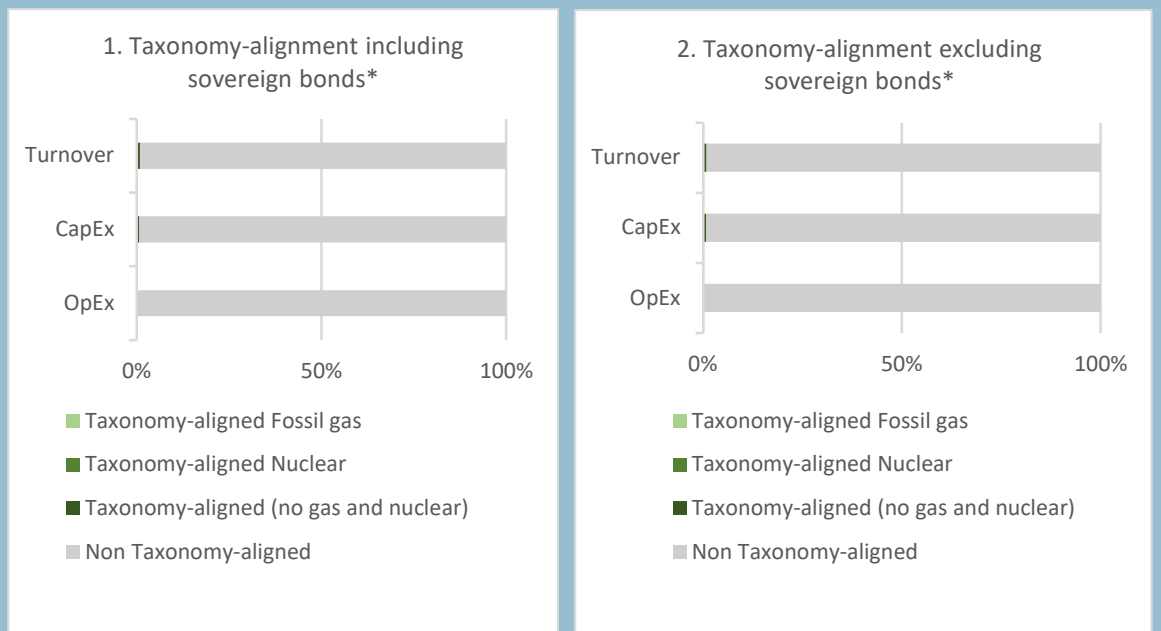 1. Taxonomy-alignment including
sovereign bonds*
Turnover
CapEx
OpEx
0%
50%
100%
Taxonomy-aligned Fossil gas
Taxonomy-aligned Nuclear
Taxonomy-aligned (no gas and nuclear)
Non Taxonomy-aligned
2. Taxonomy-alignment excluding
sovereign bonds*
Turnover
CapEx
OpEx
0%
50%
100%
Taxonomy-aligned Fossil gas
Taxonomy-aligned Nuclear
Taxonomy-aligned (no gas and nuclear)
Non Taxonomy-aligned